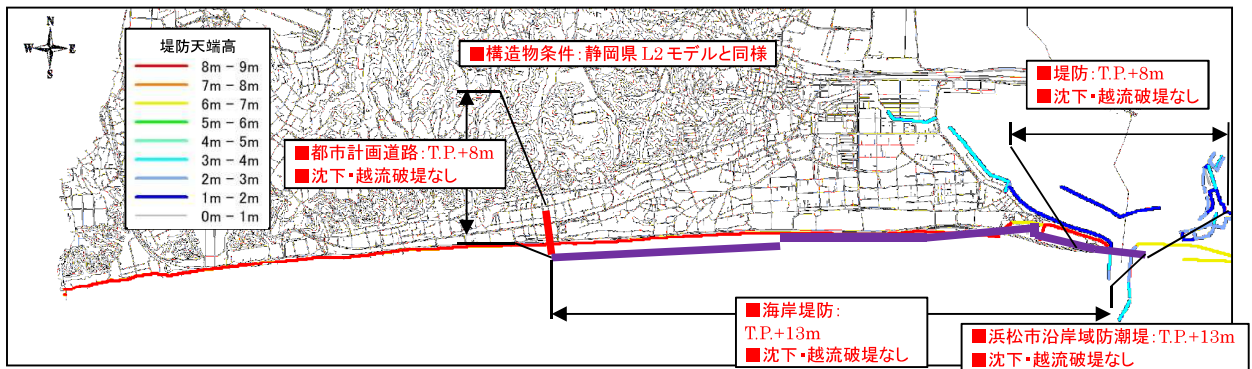 N
W E
S
堤防天端高
8m - 9m
7m - 8m
6m - 7m
5m - 6m
4m - 5m
3m - 4m
2m - 3m
1m - 2m
0m - 1m
■構造物条件:静岡県L2モデルと同様
■堤防:T.P.+8m
■沈下・越流破堤なし
■都市計画道路:T.P.+8m
■沈下・越流破堤なし
■海岸堤防:
T.P.+13m
■沈下・越流破堤なし
■浜松市沿岸域防潮堤:T.P.+13m
■沈下・越流破堤なし